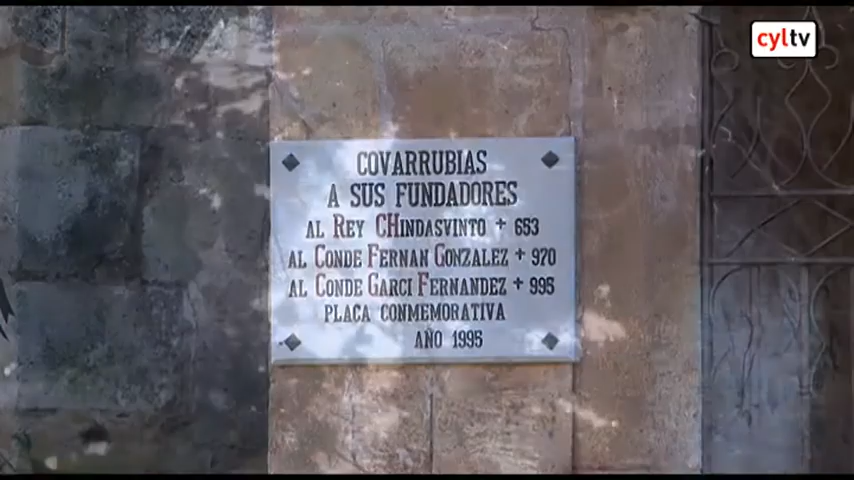 cyltv
COVARRUBIAS
A SUS FUNDADORES
AL REY CHINDASVINTO + 653
AL CONDE FERNAN GONZALEZ + 970
AL CONDE GARCI FERNANDEZ + 995
PLACA CONMEMORATIVA
AÑO 1995